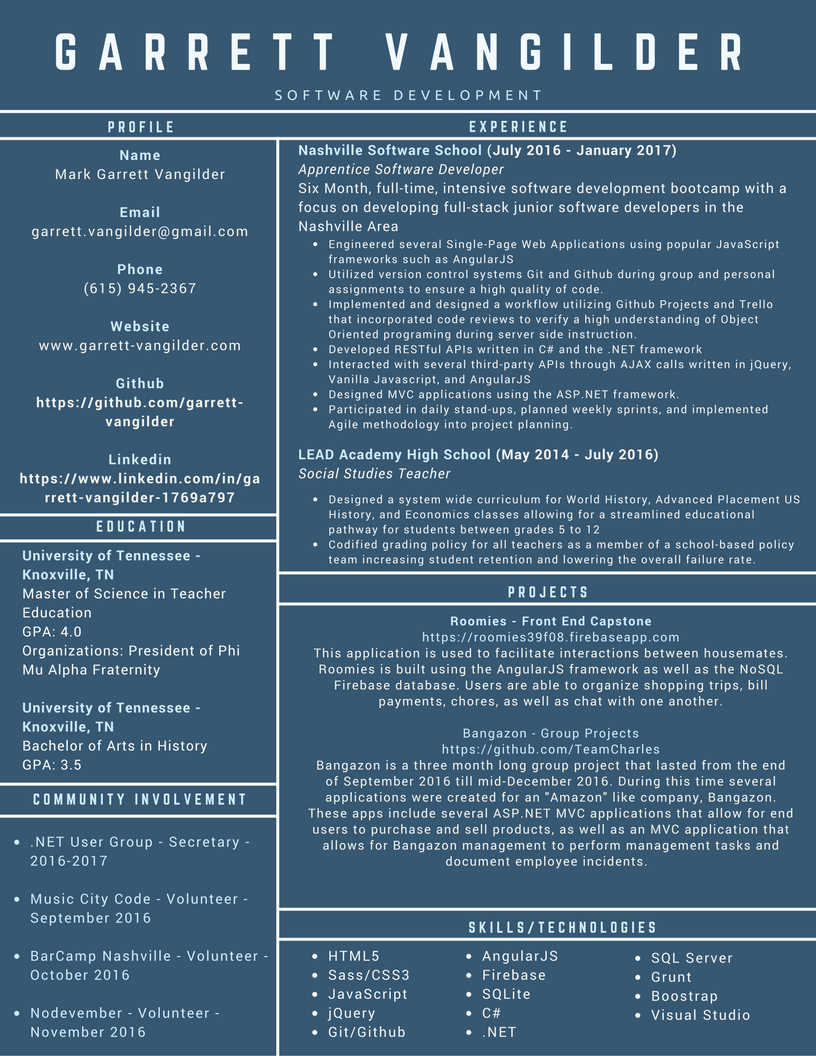 GARRETT VANGILDER
SOFTWARE DEVELOPMENT
PROFILE
Name
Mark Garrett Vangilder
Email
garrett.vangilder@gmail.com
Phone
(615) 945-2367
Website
www.garrett-vangilder.com
Github
https://github.com/garrett-
vangilder
Linkedin
https://www.linkedin.com/in/ga
rrett-vangilder-1769a797
EDUCATION
University of Tennessee -
Knoxville, TN
Master of Science in Teacher
Education
GPA: 4.0
Organizations: President of Phi
Mu Alpha Fraternity
University of Tennessee -
Knoxville, TN
Bachelor of Arts in History
GPA: 3.5
COMMUNITY INVOLVEMENT
• .NET User Group - Secretary -
2016-2017
• Music City Code - Volunteer -
September 2016
• BarCamp Nashville - Volunteer -
October 2016
• Nodevember - Volunteer -
November 2016
EXPERIENCE
Nashville Software School (July 2016 - January 2017)
Apprentice Software Developer
Six Month, full-time, intensive software development bootcamp with a
focus on developing full-stack junior software developers in the
Nashville Area
• Engineered several Single-Page Web Applications using popular JavaScript
frameworks such as AngularJS
• Utilized version control systems Git and Github during group and personal
assignments to ensure a high quality of code.
• Implemented and designed a workflow utilizing Github Projects and Trello
that incorporated code reviews to verify a high understanding of Object
Oriented programing during server side instruction.
• Developed RESTful APIs written in C# and the .NET framework
• Interacted with several third-party APIs through AJAX calls written in jQuery,
Vanilla Javascript, and AngularJS
• Designed MVC applications using the ASP.NET framework.
• Participated in daily stand-ups, planned weekly sprints, and implemented
Agile methodology into project planning.
LEAD Academy High School (May 2014 - July 2016)
Social Studies Teacher
• Designed a system wide curriculum for World History, Advanced Placement US
History, and Economics classes allowing for a streamlined educational
pathway for students between grades 5 to 12
• Codified grading policy for all teachers as a member of a school-based policy
team increasing student retention and lowering the overall failure rate.
PROJECTS
Roomies - Front End Capstone
https://roomies39f08.firebaseapp.com
This application is used to facilitate interactions between housemates.
Roomies is built using the AngularJS framework as well as the NoSQL
Firebase database. Users are able to organize shopping trips, bill
payments, chores, as well as chat with one another.
Bangazon - Group Projects
https://github.com/TeamCharles
Bangazon is a three month long group project that lasted from the end
of September 2016 till mid-December 2016. During this time several
applications were created for an "Amazon" like company, Bangazon.
These apps include several ASP.NET MVC applications that allow for end
users to purchase and sell products, as well as an MVC application that
allows for Bangazon management to perform management tasks and
document employee incidents.
SKILLS/TECHNOLOGIES
• HTML5
• Sass/CSS3
• JavaScript
• jQuery
• Git/Github
• AngularJS
• Firebase
• SQLite
• C#
• .NET
• SQL Server
• Grunt
• Boostrap
• Visual Studio